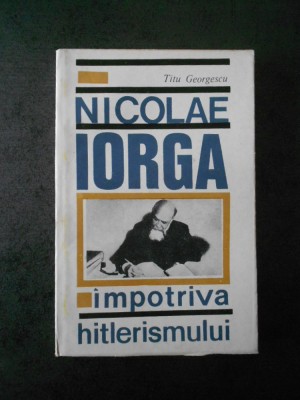 Titu Georgescu
NICOLAE
IORGA
împotriva
hitlerismului